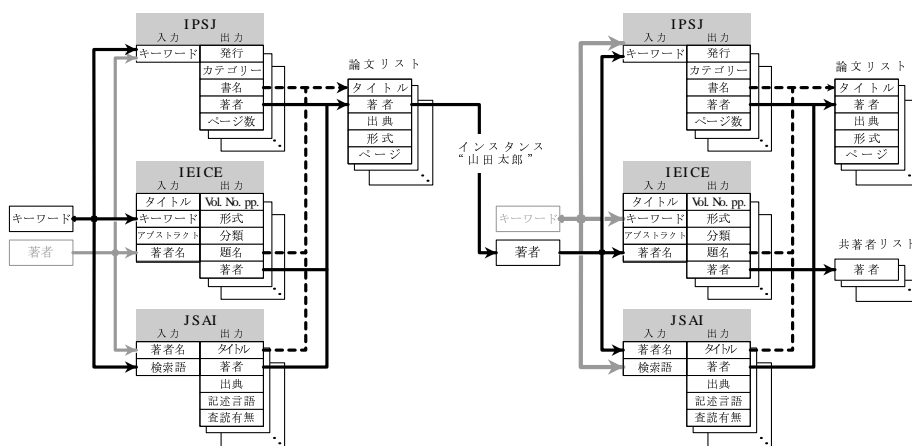 IPSJ
入力 出力
キーワード 発行
カテゴリー
書名
著者
ページ数
論文リスト
タイトル
著者
出典
形式
ページ
IEICE
入力 出力
タイトル Vol. No. pp.
キーワード 形式
アブストラクト 分類
著者名 題名
著者
キーワード
著者
JSAI
入力 出力
著者名 タイトル
検索語 著者
出典
記述言語
査読有無
インスタンス
“山田太郎”
キーワード
著者
IPSJ
入力 出力
キーワード 発行
カテゴリー
書名
著者
ページ数
論文リスト
タイトル
著者
出典
形式
ページ
IEICE
入力 出力
タイトル Vol. No. pp.
キーワード 形式
アブストラクト 分類
著者名 題名
著者
共著者リスト
著者
JSAI
入力 出力
著者名 タイトル
検索語 著者
出典
記述言語
査読有無